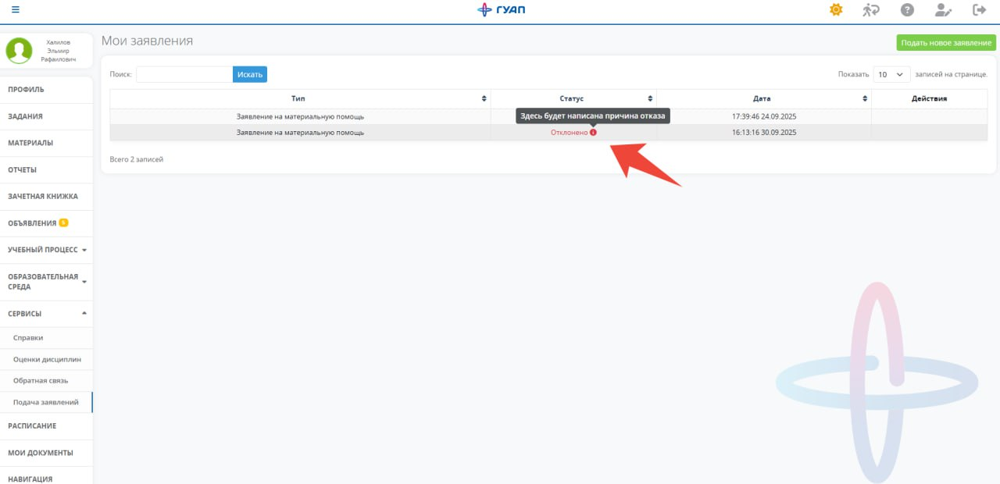 ГУАП
Халилов
Эльмир
Рафаилович
Мои заявления
Подать новое заявление
ПРОФИЛЬ
ЗАДАНИЯ
МАТЕРИАЛЫ
ОТЧЕТЫ
ЗАЧЕТНАЯ КНИЖКА
ОБЪЯВЛЕНИЯ
УЧЕБНЫЙ ПРОЦЕСС
ОБРАЗОВАТЕЛЬНАЯ
СРЕДА
СЕРВИСЫ
Справки
Оценки дисциплин
Обратная связь
Подача заявлений
РАСПИСАНИЕ
МОИ ДОКУМЕНТЫ
НАВИГАЦИЯ
Поиск: Искать Показать 10 записей на странице.
Тип Статус Дата Действия
Заявление на материальную помощь 17:39:46 24.09.2025
Здесь будет написана причина отказа
Заявление на материальную помощь Отклонено 16:13:16 30.09.2025
Всего 2 записей